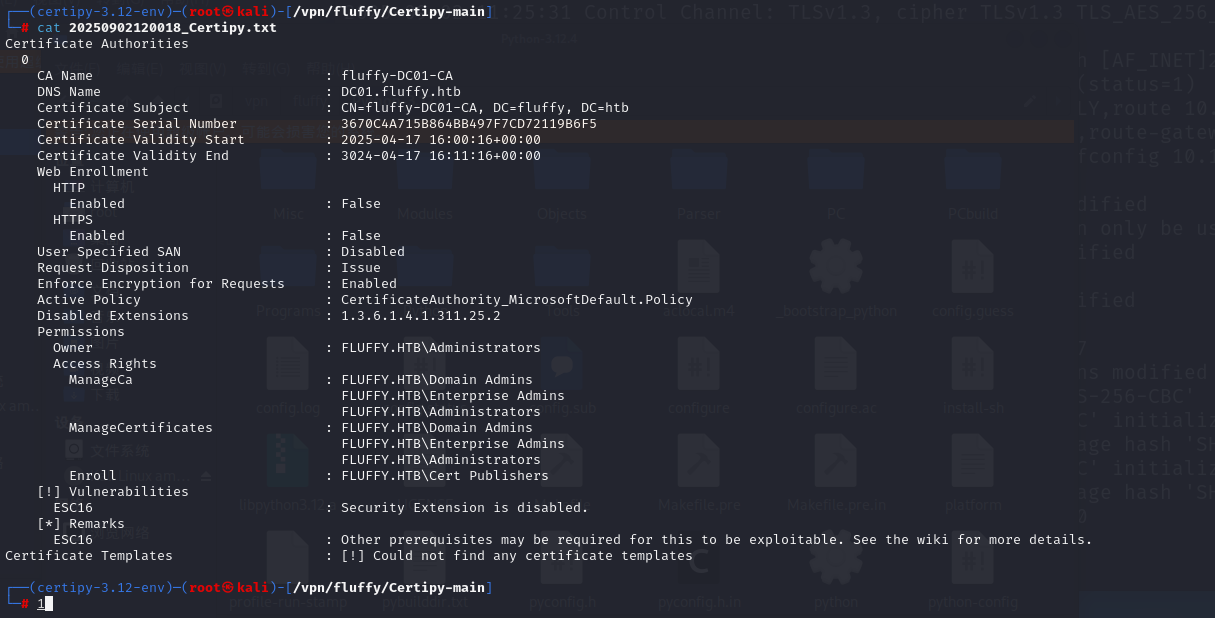 ┌──(certipy-3.12-env)─(root㉿kali)-[/vpn/fluffy/Certipy-main]
└─# cat 20250902120018_Certipy.txt
Certificate Authorities
  0
    CA Name                             : fluffy-DC01-CA
    DNS Name                            : DC01.fluffy.htb
    Certificate Subject                 : CN=fluffy-DC01-CA, DC=fluffy, DC=htb
    Certificate Serial Number           : 3670C4A715B864BB497F7CD72119B6F5
    Certificate Validity Start          : 2025-04-17 16:00:16+00:00
    Certificate Validity End            : 3024-04-17 16:11:16+00:00
    Web Enrollment
      HTTP
        Enabled                         : False
      HTTPS
        Enabled                         : False
    User Specified SAN                  : Disabled
    Request Disposition                 : Issue
    Enforce Encryption for Requests     : Enabled
    Active Policy                       : CertificateAuthority_MicrosoftDefault.Policy
    Disabled Extensions                 : 1.3.6.1.4.1.311.25.2
    Permissions
      Owner                             : FLUFFY.HTB\Administrators
      Access Rights
        ManageCa                        : FLUFFY.HTB\Domain Admins
                                          FLUFFY.HTB\Enterprise Admins
                                          FLUFFY.HTB\Administrators
        ManageCertificates              : FLUFFY.HTB\Domain Admins
                                          FLUFFY.HTB\Enterprise Admins
                                          FLUFFY.HTB\Administrators
        Enroll                          : FLUFFY.HTB\Cert Publishers
    [!] Vulnerabilities
      ESC16                             : Security Extension is disabled.
    [*] Remarks
      ESC16                             : Other prerequisites may be required for this to be exploitable. See the wiki for more details.
Certificate Templates                   : [!] Could not find any certificate templates
┌──(certipy-3.12-env)─(root㉿kali)-[/vpn/fluffy/Certipy-main]
└─# 1